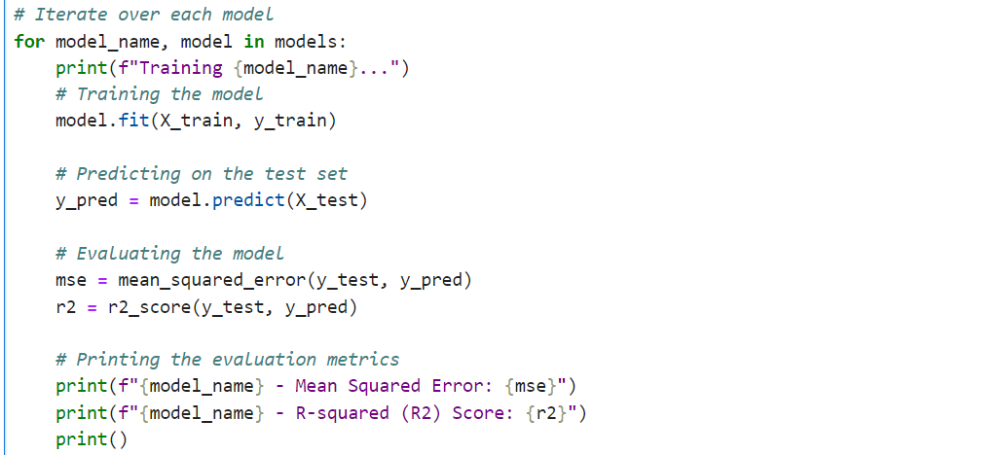 # Iterate over each model
for model_name, model in models:
    print(f"Training {model_name}...")
    # Training the model
    model.fit(X_train, y_train)

    # Predicting on the test set
    y_pred = model.predict(X_test)

    # Evaluating the model
    mse = mean_squared_error(y_test, y_pred)
    r2 = r2_score(y_test, y_pred)

    # Printing the evaluation metrics
    print(f"{model_name} - Mean Squared Error: {mse}")
    print(f"{model_name} - R-squared (R2) Score: {r2}")
    print()